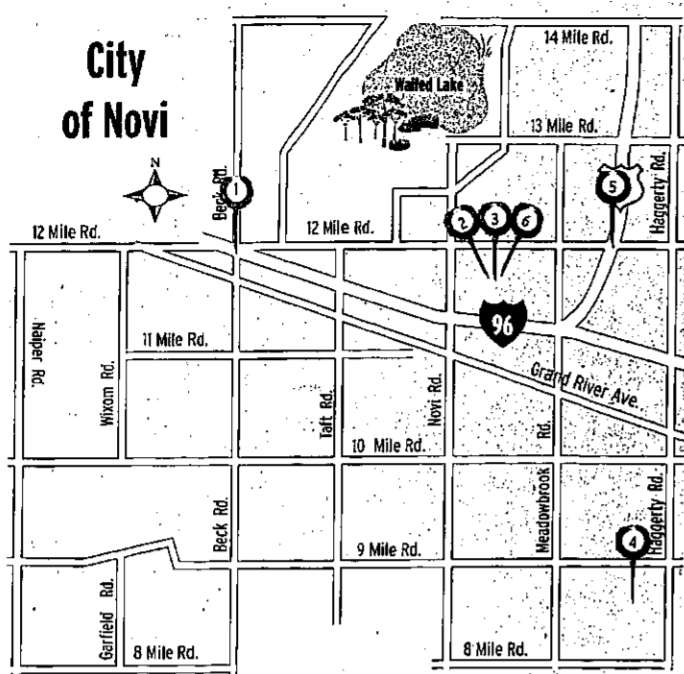 City
of Novi
14 Mile Rd.
Walled Lake
13 Mile Rd.
N
Beck Rd.
1
5
Haggerty Rd.
12 Mile Rd.
12 Mile Rd.
2
3
6
96
Naiper Rd.
11 Mile Rd.
Wixom Rd.
Taft Rd.
Novi Rd.
Grand River Ave.
10 Mile Rd.
Meadowbrook Rd.
Beck Rd.
9 Mile Rd.
4
Haggerty Rd.
Garfield Rd.
8 Mile Rd.
8 Mile Rd.